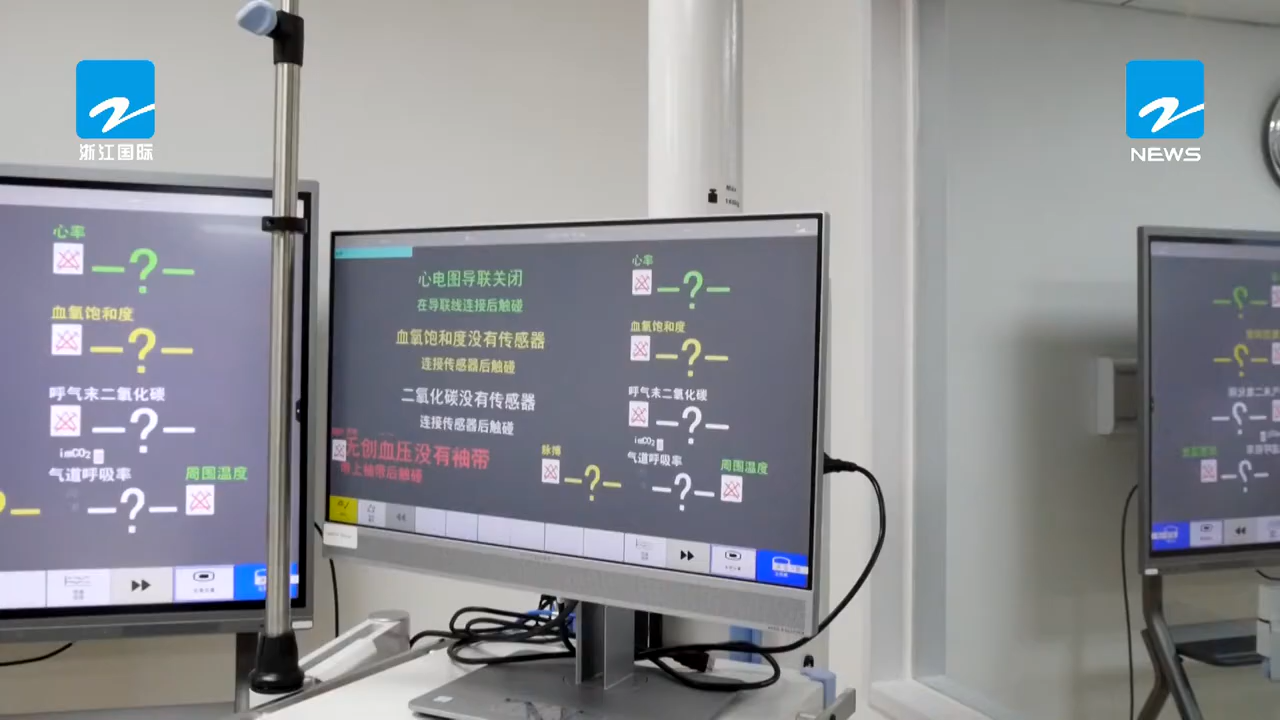 浙江国际
NEWS
心率
-?-
血氧饱和度
-?-
呼气末二氧化碳
-?-
imCO₂
气道呼吸率
-?-
周围温度
心电图导联关闭
在导联线连接后触碰
血氧饱和度没有传感器
连接传感器后触碰
二氧化碳没有传感器
连接传感器后触碰
无创血压没有袖带
带上袖带后触碰
脉搏
-?-
心率
-?-
血氧饱和度
-?-
呼气末二氧化碳
-?-
imCO₂
气道呼吸率
-?-
周围温度